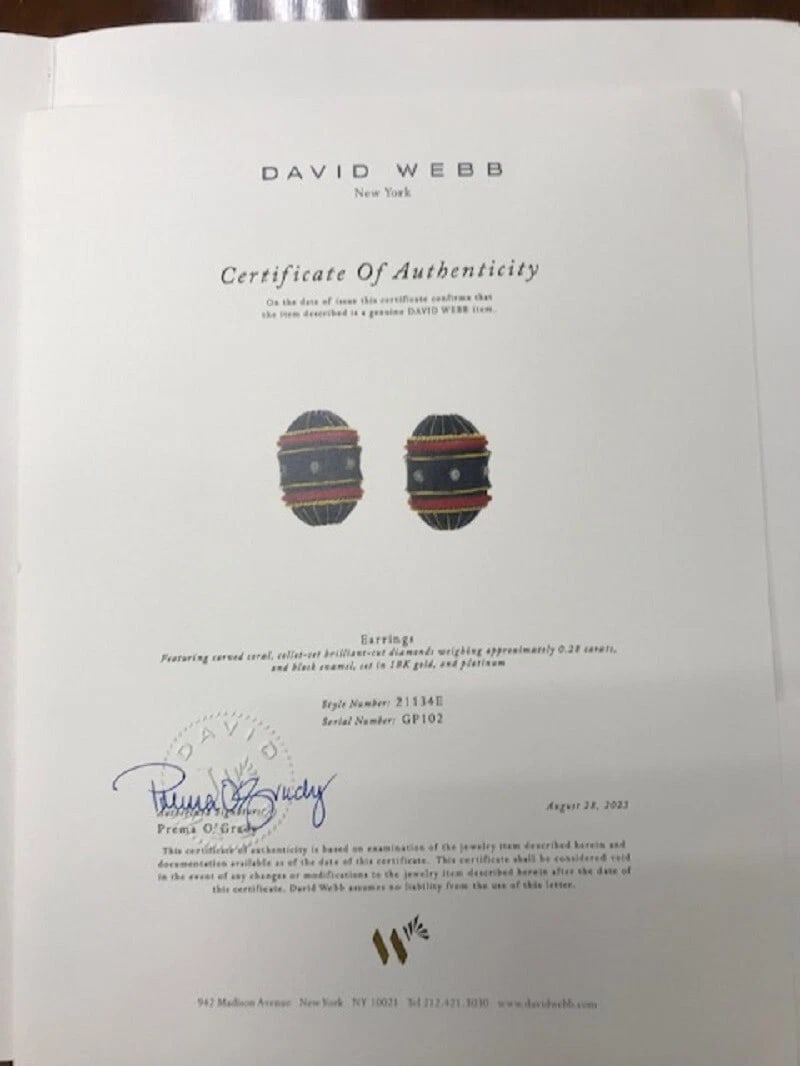 DAVID WEBB
New York
Certificate Of Authenticity
On the date of issue this certificate confirms that
the item described is a genuine DAVID WEBB item.
Earrings
Featuring carved coral, collet-set brilliant-cut diamonds weighing approximately 0.28 carats,
and black enamel, set in 18K gold, and platinum
Style Number: 21134E
Serial Number: GP102
DAVID
Prema O'Grady
Authorized Signature
August 28, 2023
Prema O'Grady
This certificate of authenticity is based on examination of the jewelry item described herein and
documentation available as of the date of this certificate. This certificate shall be considered void
in the event of any changes or modifications to the jewelry item described herein after the date of
this certificate. David Webb assumes no liability from the use of this letter.
W
942 Madison Avenue New York NY 10021 Tel 212.421.3030 www.davidwebb.com